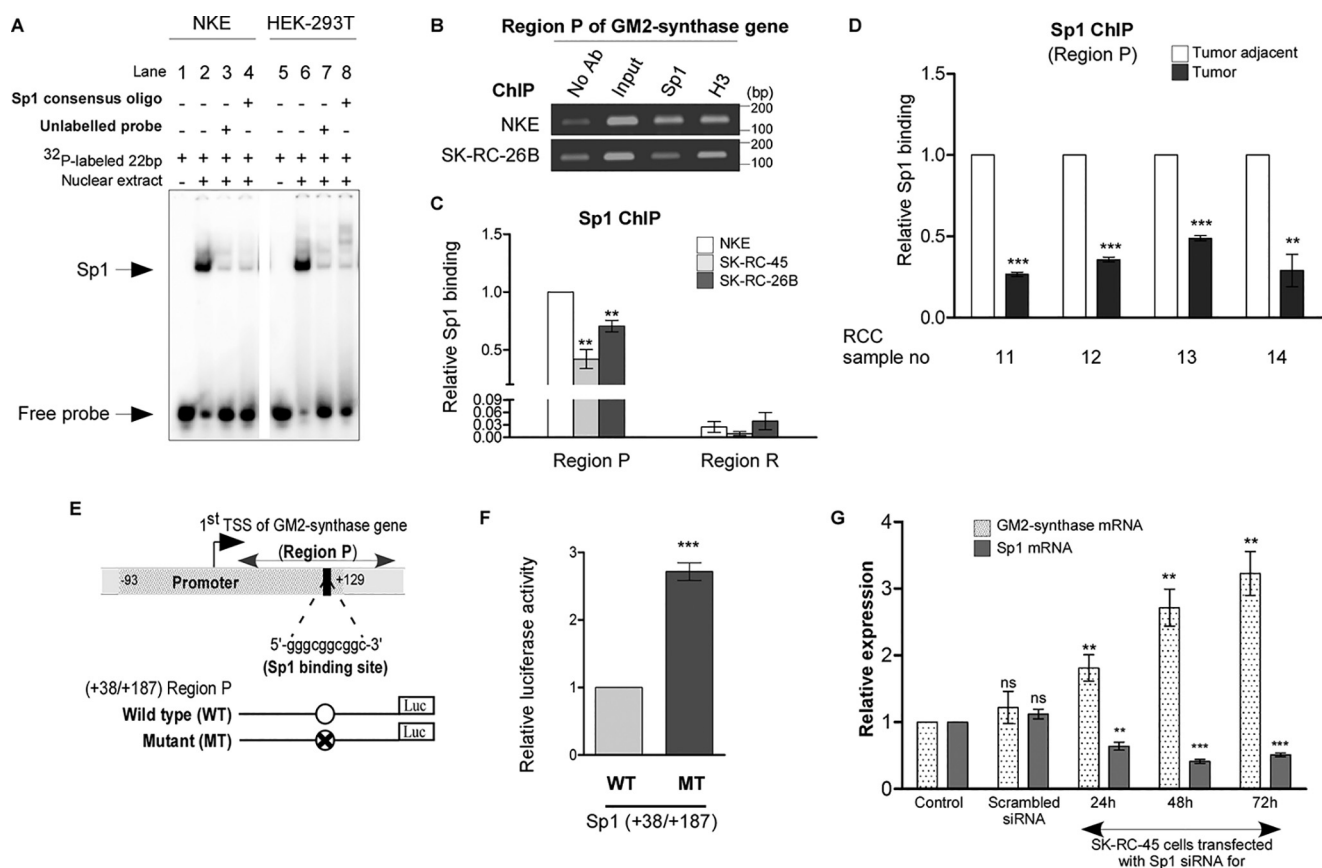 A
NKE HEK-293T
Lane 1 2 3 4 5 6 7 8
Sp1 consensus oligo - - - + - - - +
Unlabelled probe - - + - - - + -
32P-labeled 22bp + + + + + + + +
Nuclear extract - + + + - + + +
Sp1
Free probe
B
Region P of GM2-synthase gene
ChIP No Ab Input Sp1 H3 (bp)
NKE 200
100
SK-RC-26B 200
100
C
Sp1 ChIP
NKE
SK-RC-45
SK-RC-26B
Relative Sp1 binding
1.5
1.0
0.5
0.09
0.06
0.03
0.00
** **
Region P Region R
D
Sp1 ChIP
(Region P)
Tumor adjacent
Tumor
Relative Sp1 binding
1.5
1.0
0.5
0.0
*** *** *** **
RCC
sample no 11 12 13 14
E
1st TSS of GM2-synthase gene
(Region P)
-93 Promoter +129
5'-gggcggcggc-3'
(Sp1 binding site)
(+38/+187) Region P
Wild type (WT) Luc
Mutant (MT) Luc
F
Relative luciferase activity
3
2
1
0
***
WT MT
Sp1 (+38/+187)
G
GM2-synthase mRNA
Sp1 mRNA
Relative expression
4
3
2
1
0
ns ns ** ** ** *** ** ***
Control Scrambled siRNA 24h 48h 72h
SK-RC-45 cells transfected
with Sp1 siRNA for